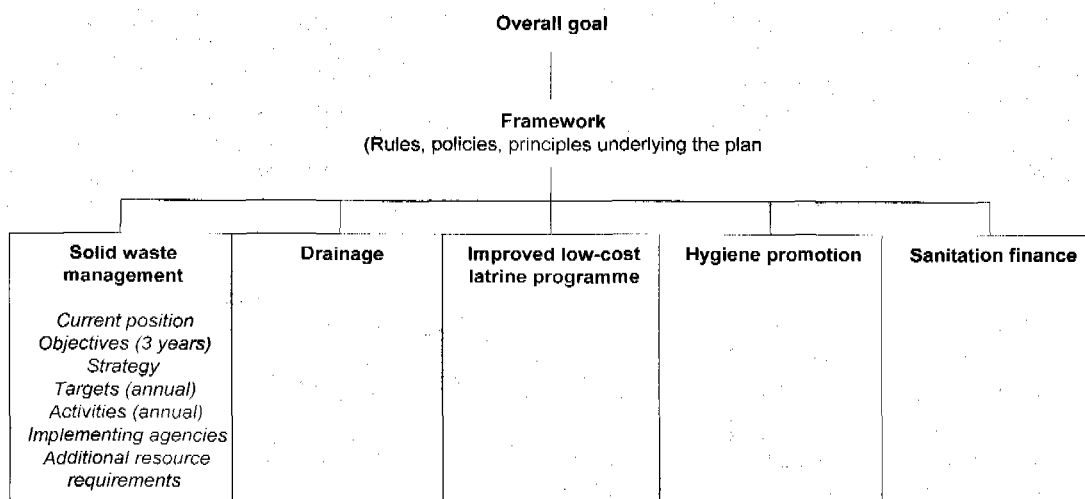 Overall goal
Framework
(Rules, policies, principles underlying the plan
Solid waste
management
Current position
Objectives (3 years)
Strategy
Targets (annual)
Activities (annual)
Implementing agencies
Additional resource
requirements
Drainage
Improved low-cost
latrine programme
Hygiene promotion
Sanitation finance